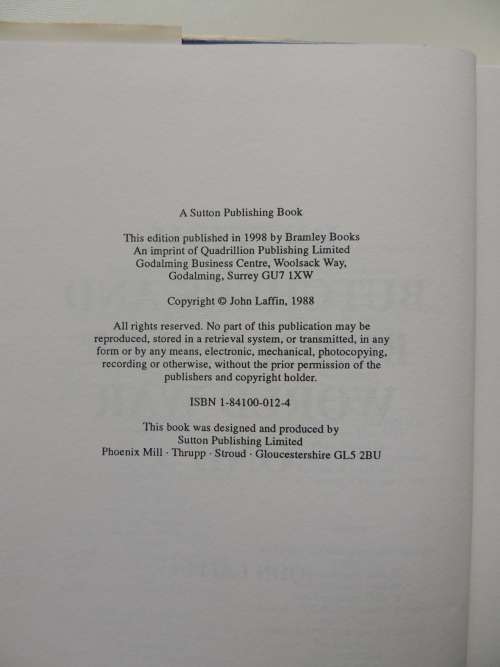 A Sutton Publishing Book
This edition published in 1998 by Bramley Books
An imprint of Quadrillion Publishing Limited
Godalming Business Centre, Woolsack Way,
Godalming, Surrey GU7 1XW
Copyright © John Laffin, 1988
All rights reserved. No part of this publication may be
reproduced, stored in a retrieval system, or transmitted, in any
form or by any means, electronic, mechanical, photocopying,
recording or otherwise, without the prior permission of the
publishers and copyright holder.
ISBN 1-84100-012-4
This book was designed and produced by
Sutton Publishing Limited
Phoenix Mill · Thrupp · Stroud · Gloucestershire GL5 2BU